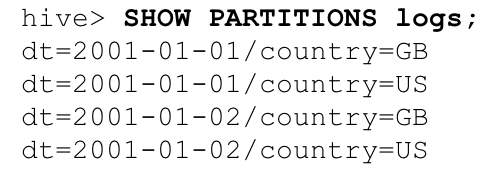 hive> SHOW PARTITIONS logs;
dt=2001-01-01/country=GB
dt=2001-01-01/country=US
dt=2001-01-02/country=GB
dt=2001-01-02/country=US